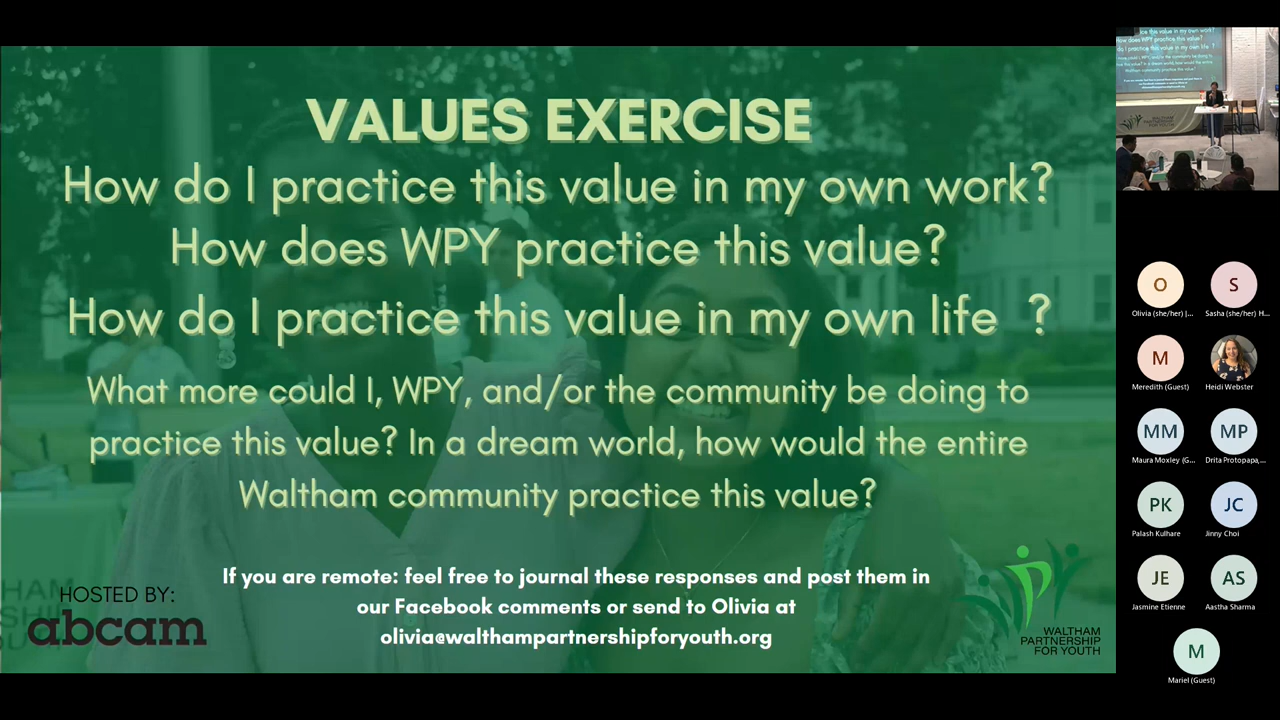 VALUES EXERCISE
How do I practice this value in my own work?
How does WPY practice this value?
How do I practice this value in my own life ?
What more could I, WPY, and/or the community be doing to
practice this value? In a dream world, how would the entire
Waltham community practice this value?
If you are remote: feel free to journal these responses and post them in
our Facebook comments or send to Olivia at
olivia@walthampartnershipforyouth.org
HOSTED BY:
abcam
WALTHAM
PARTNERSHIP
FOR YOUTH
O
Olivia (she/her) |...
S
Sasha (she/her) H...
M
Meredith (Guest)
Heidi Webster
MM
Maura Moxley (G...
MP
Drita Protopapa,...
PK
Palash Kulhare
JC
Jinny Choi
JE
Jasmine Etienne
AS
Aastha Sharma
M
Mariel (Guest)